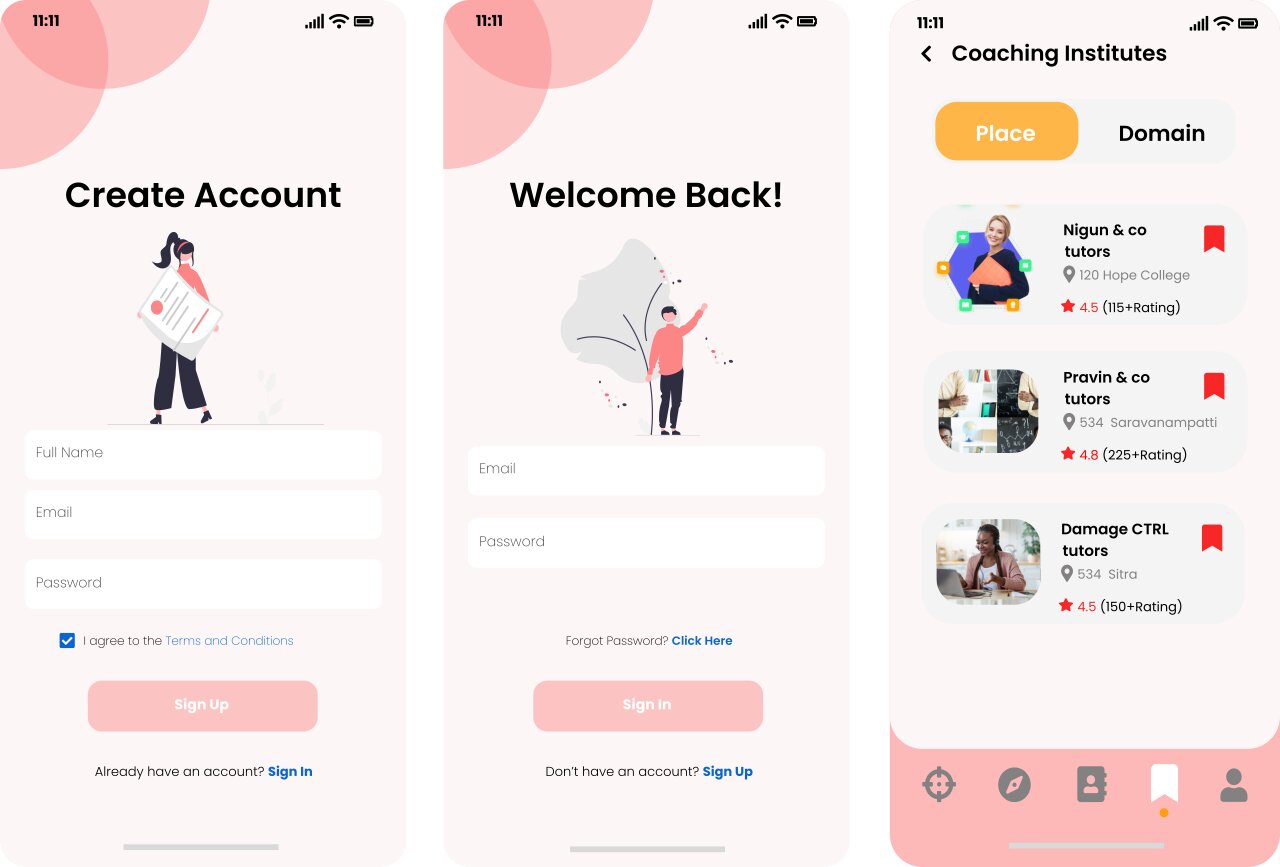 11:11
Create Account
Full Name
Email
Password
I agree to the Terms and Conditions
Sign Up
Already have an account? Sign In
11:11
Welcome Back!
Email
Password
Forgot Password? Click Here
Sign In
Don’t have an account? Sign Up
11:11
Coaching Institutes
Place Domain
Nigun & co
tutors
120 Hope College
4.5 (115+Rating)
Pravin & co
tutors
534 Saravanampatti
4.8 (225+Rating)
Damage CTRL
tutors
534 Sitra
4.5 (150+Rating)